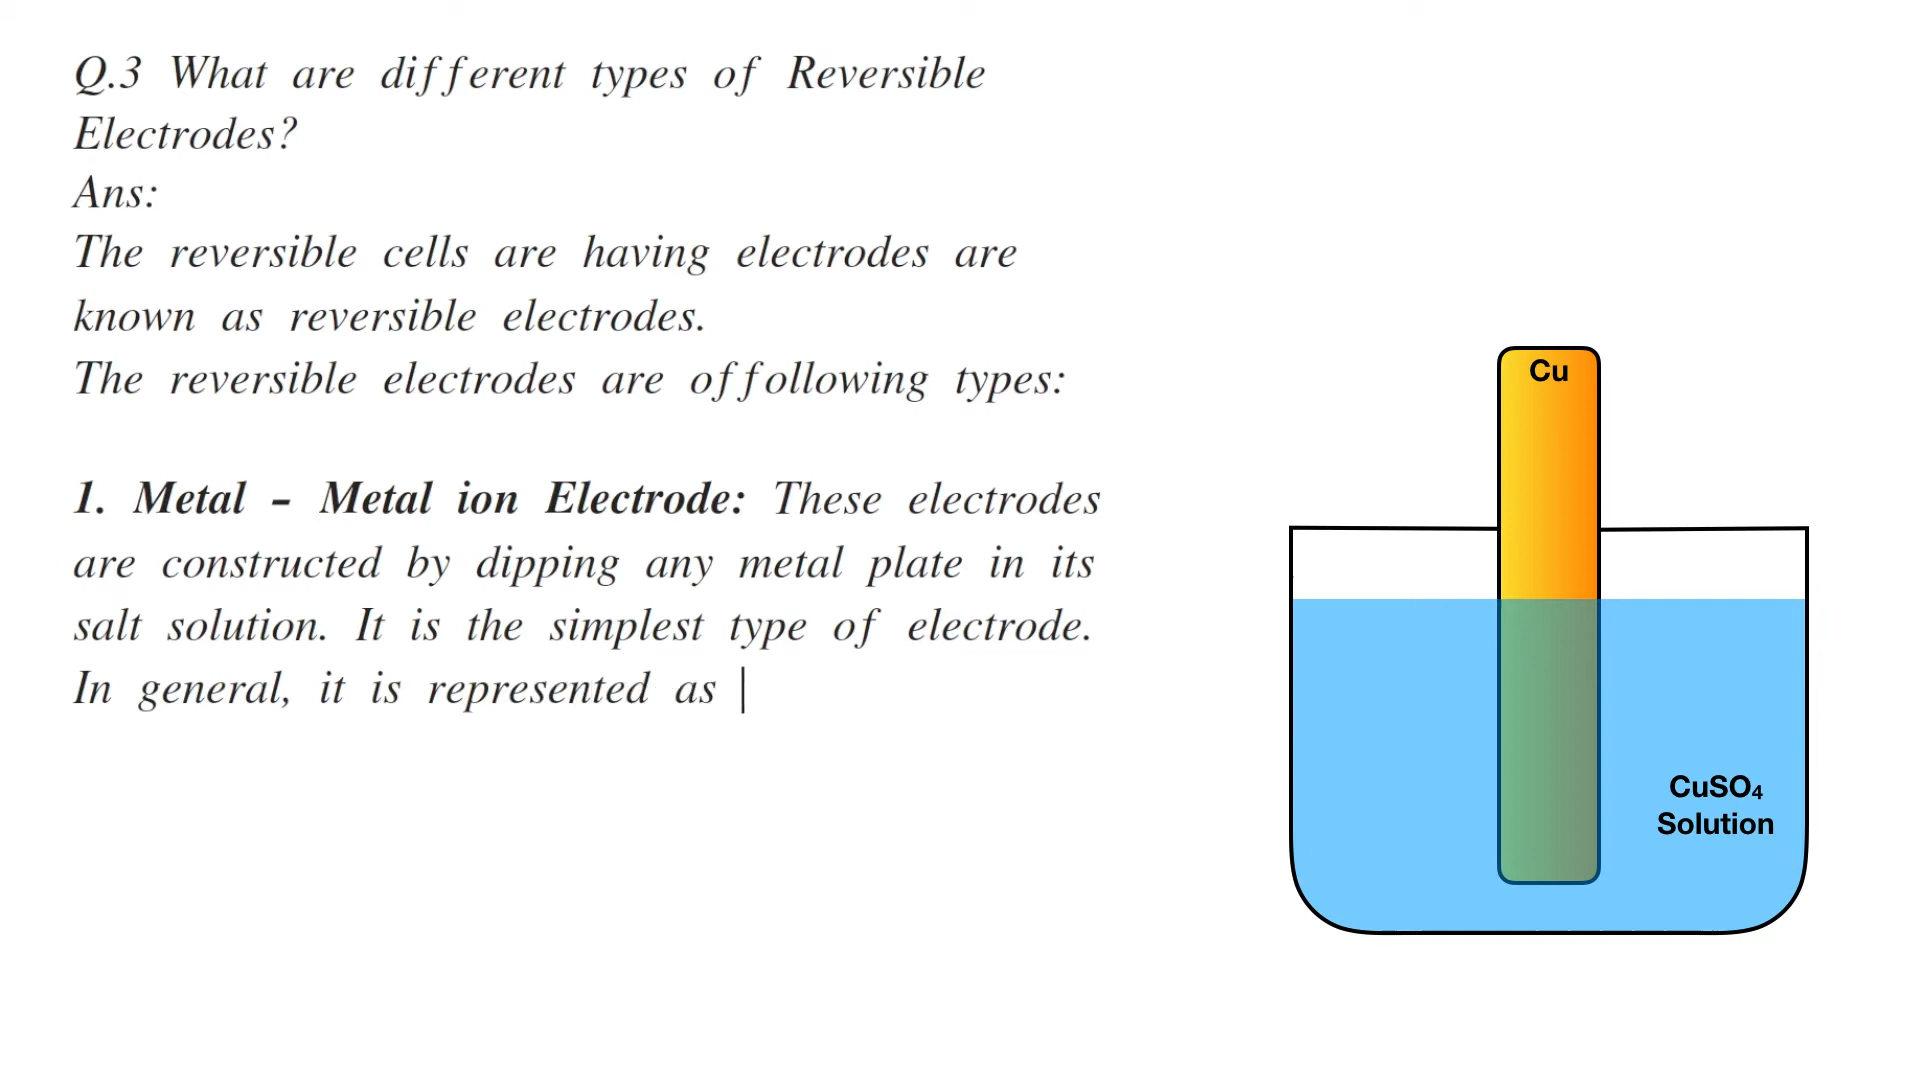 Q.3 What are different types of Reversible
Electrodes?
Ans:
The reversible cells are having electrodes are
known as reversible electrodes.
The reversible electrodes are offollowing types:
1. Metal – Metal ion Electrode: These electrodes
are constructed by dipping any metal plate in its
salt solution. It is the simplest type of electrode.
In general, it is represented as |
Cu
CuSO₄
Solution